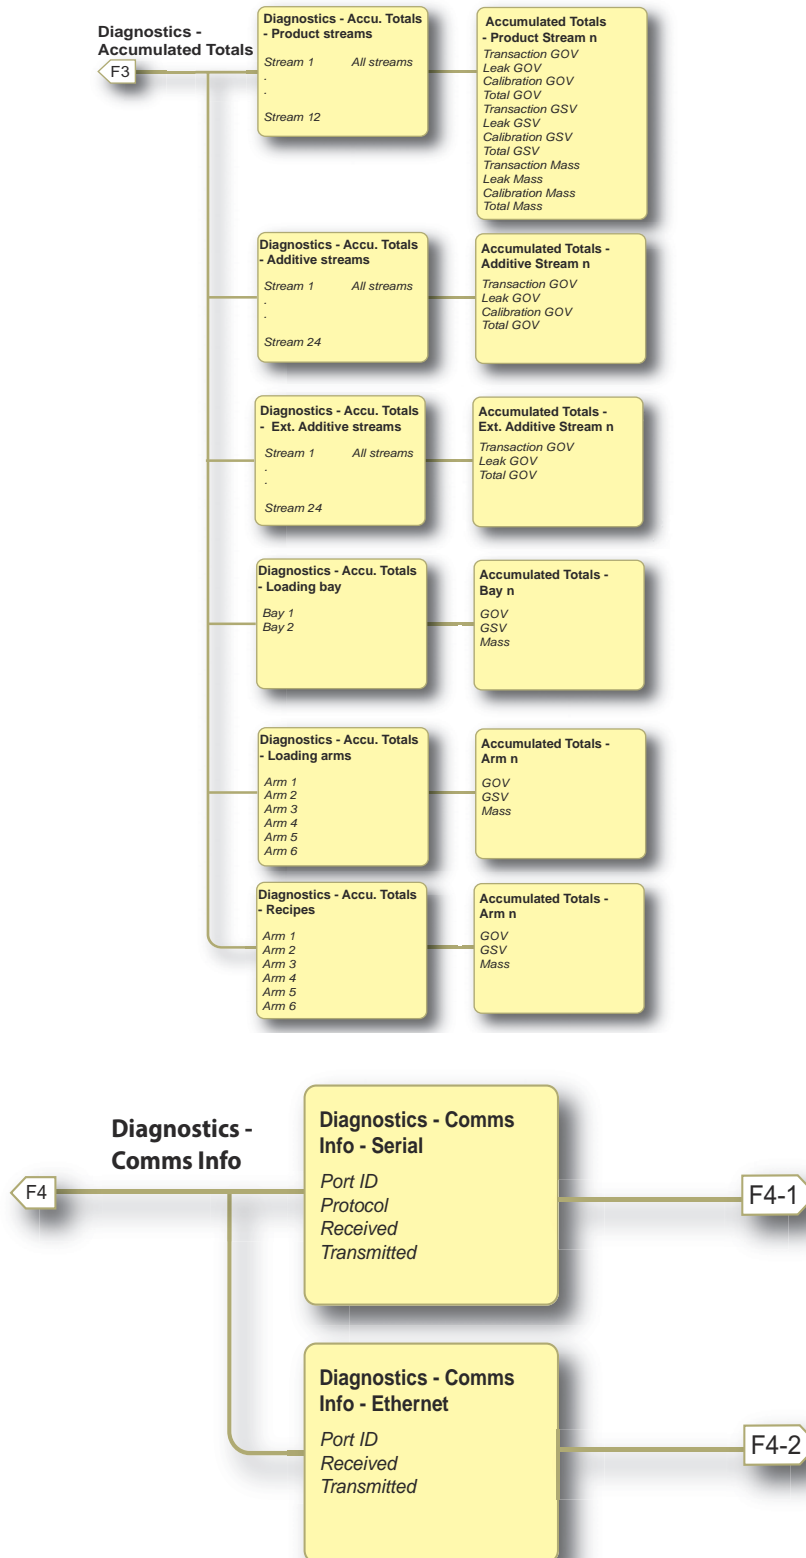 Diagnostics -
Accumulated Totals
F3
Diagnostics - Accu. Totals
- Product streams
Stream 1 All streams
.
.
Stream 12
Accumulated Totals
- Product Stream n
Transaction GOV
Leak GOV
Calibration GOV
Total GOV
Transaction GSV
Leak GSV
Calibration GSV
Total GSV
Transaction Mass
Leak Mass
Calibration Mass
Total Mass
Diagnostics - Accu. Totals
- Additive streams
Stream 1 All streams
.
.
Stream 24
Accumulated Totals -
Additive Stream n
Transaction GOV
Leak GOV
Calibration GOV
Total GOV
Diagnostics - Accu. Totals
- Ext. Additive streams
Stream 1 All streams
.
.
Stream 24
Accumulated Totals -
Ext. Additive Stream n
Transaction GOV
Leak GOV
Total GOV
Diagnostics - Accu. Totals
- Loading bay
Bay 1
Bay 2
Accumulated Totals -
Bay n
GOV
GSV
Mass
Diagnostics - Accu. Totals
- Loading arms
Arm 1
Arm 2
Arm 3
Arm 4
Arm 5
Arm 6
Accumulated Totals -
Arm n
GOV
GSV
Mass
Diagnostics - Accu. Totals
- Recipes
Arm 1
Arm 2
Arm 3
Arm 4
Arm 5
Arm 6
Accumulated Totals -
Arm n
GOV
GSV
Mass
Diagnostics -
Comms Info
F4
Diagnostics - Comms
Info - Serial
Port ID
Protocol
Received
Transmitted
F4-1
Diagnostics - Comms
Info - Ethernet
Port ID
Received
Transmitted
F4-2